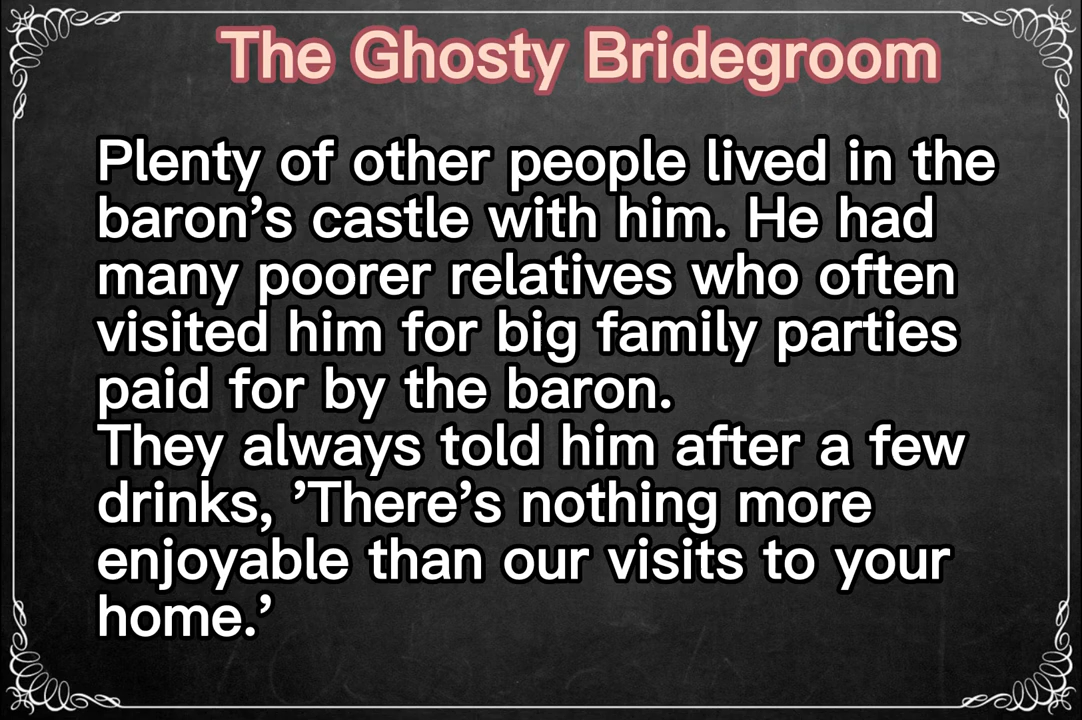 The Ghosty Bridegroom
Plenty of other people lived in the
baron’s castle with him. He had
many poorer relatives who often
visited him for big family parties
paid for by the baron.
They always told him after a few
drinks, ’There’s nothing more
enjoyable than our visits to your
home.’